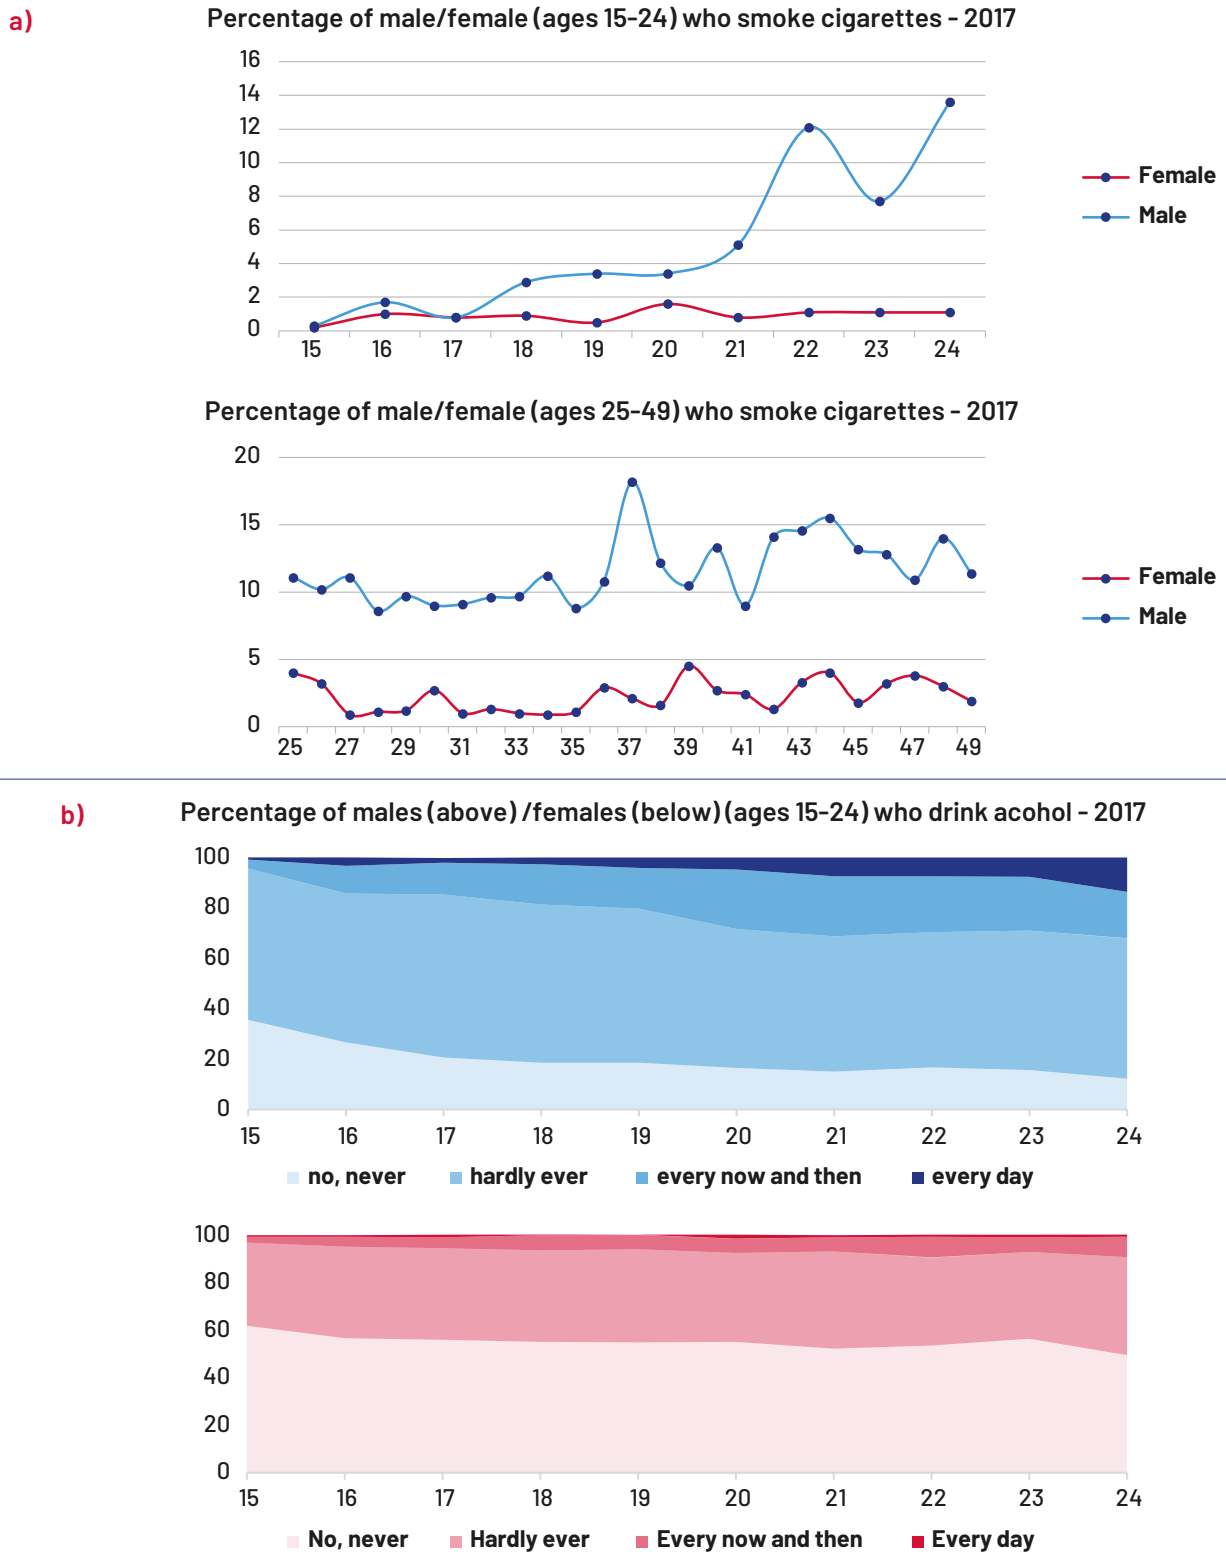 a)
Percentage of male/female (ages 15-24) who smoke cigarettes - 2017
16
14
12
10
8
6
4
2
0
15 16 17 18 19 20 21 22 23 24
Female
Male
Percentage of male/female (ages 25-49) who smoke cigarettes - 2017
20
15
10
5
0
25 27 29 31 33 35 37 39 41 43 45 47 49
Female
Male
b)
Percentage of males (above) /females (below) (ages 15-24) who drink acohol - 2017
100
80
60
40
20
0
15 16 17 18 19 20 21 22 23 24
no, never hardly ever every now and then every day
100
80
60
40
20
0
15 16 17 18 19 20 21 22 23 24
No, never Hardly ever Every now and then Every day